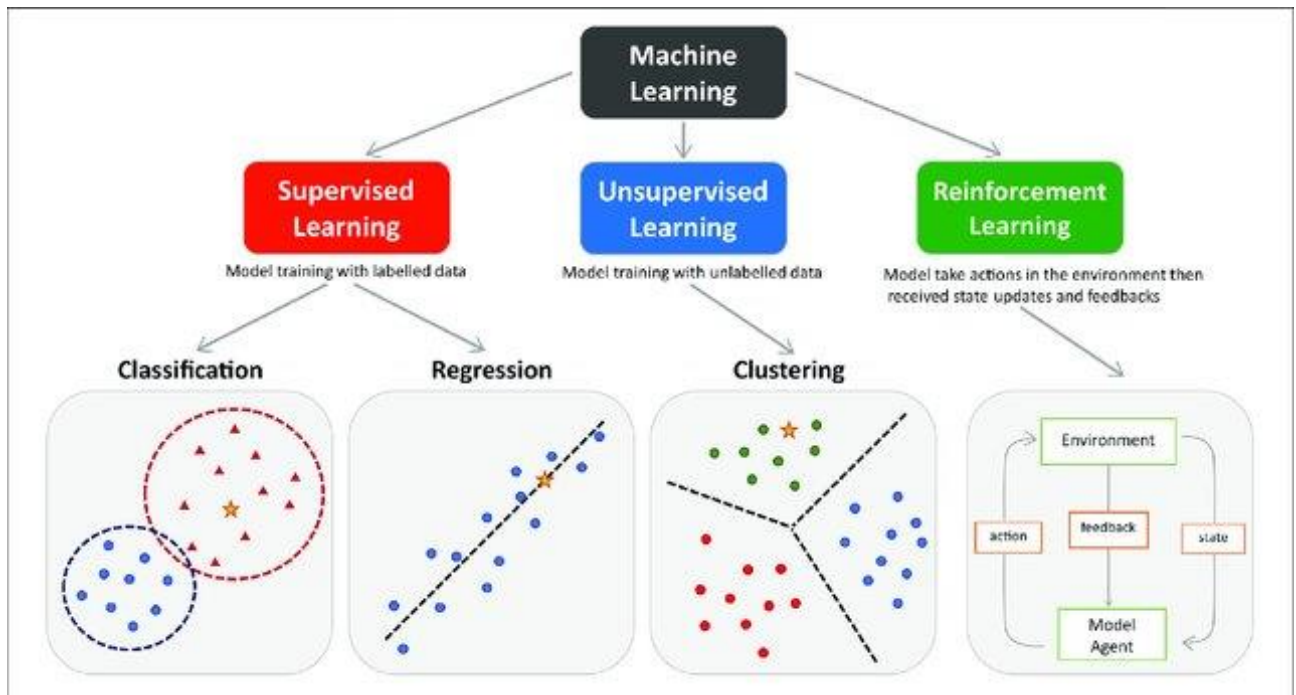 Machine
Learning
Supervised
Learning
Unsupervised
Learning
Reinforcement
Learning
Model training with labelled data
Model training with unlabelled data
Model take actions in the environment then
received state updates and feedbacks
Classification
Regression
Clustering
Environment
action
feedback
state
Model
Agent